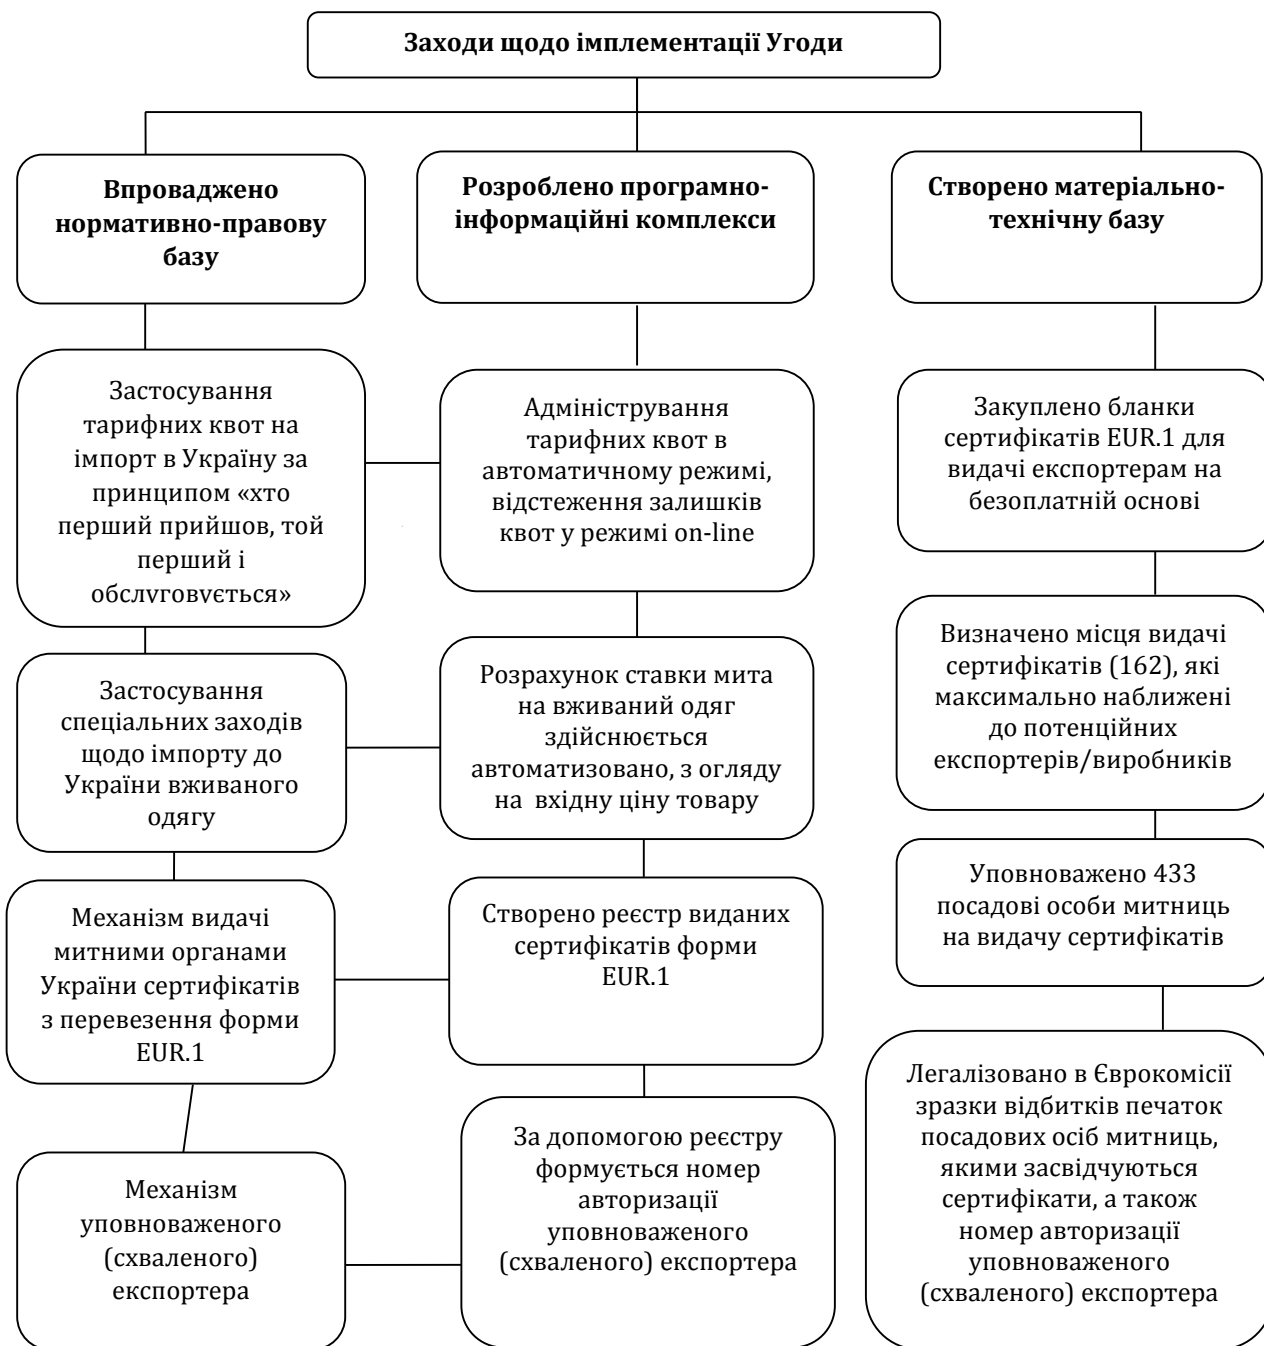 Заходи щодо імплементації Угоди
Впроваджено
нормативно-правову
базу
Застосування
тарифних квот на
імпорт в Україну за
принципом «хто
перший прийшов, той
перший і
обслуговується»
Застосування
спеціальних заходів
щодо імпорту до
України вживаного
одягу
Механізм видачі
митними органами
України сертифікатів
з перевезення форми
EUR.1
Механізм
уповноваженого
(схваленого)
експортера
Розроблено програмно-
інформаційні комплекси
Адміністрування
тарифних квот в
автоматичному режимі,
відстеження залишків
квот у режимі on-line
Розрахунок ставки мита
на вживаний одяг
здійснюється
автоматизовано, з огляду
на вхідну ціну товару
Створено реєстр виданих
сертифікатів форми
EUR.1
За допомогою реєстру
формується номер
авторизації
уповноваженого
(схваленого) експортера
Створено матеріально-
технічну базу
Закуплено бланки
сертифікатів EUR.1 для
видачі експортерам на
безоплатній основі
Визначено місця видачі
сертифікатів (162), які
максимально наближені
до потенційних
експортерів/виробників
Уповноважено 433
посадові особи митниць
на видачу сертифікатів
Легалізовано в Єврокомісії
зразки відбитків печаток
посадових осіб митниць,
якими засвідчуються
сертифікати, а також
номер авторизації
уповноваженого
(схваленого) експортера